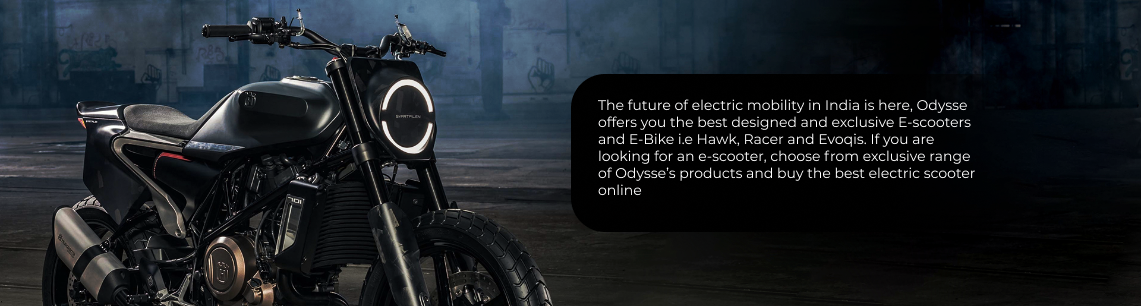 The future of electric mobility in India is here, Odysse
offers you the best designed and exclusive E-scooters
and E-Bike i.e Hawk, Racer and Evoqis. If you are
looking for an e-scooter, choose from exclusive range
of Odysse's products and buy the best electric scooter
online
701